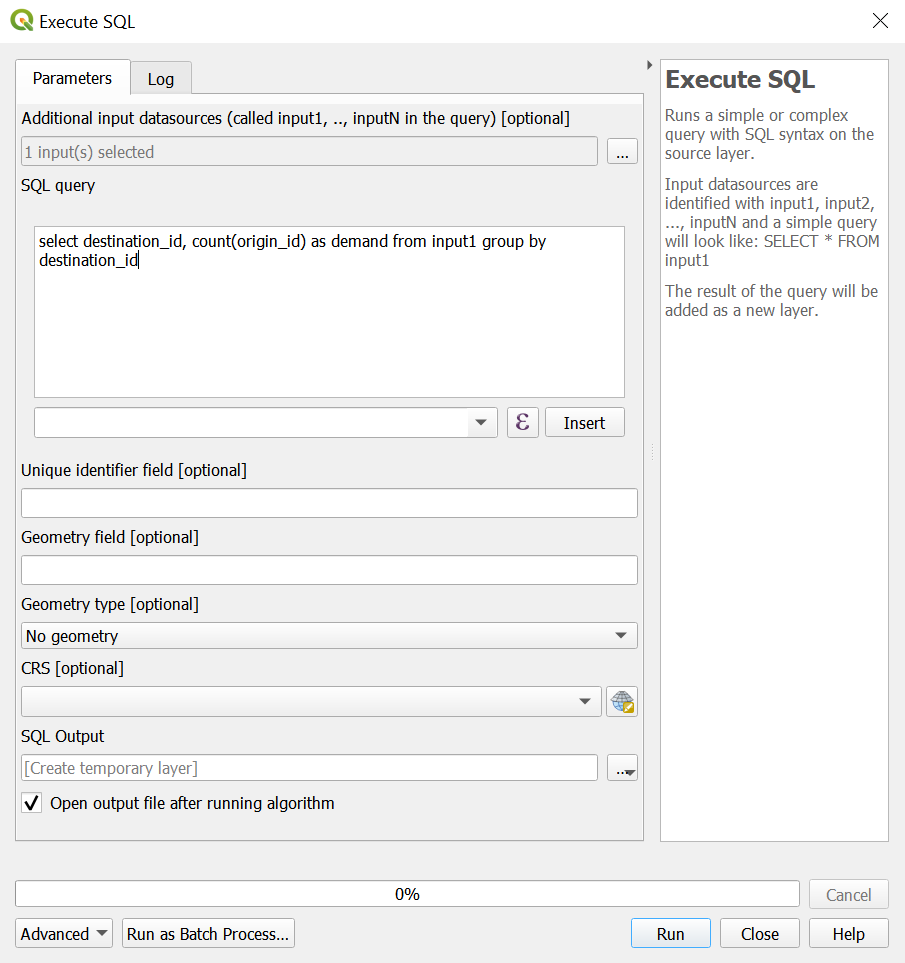 Execute SQL
Parameters
Log
Additional input datasources (called input1, .., inputN in the query) [optional]
1 input(s) selected
...
SQL query
select destination_id, count(origin_id) as demand from input1 group by
destination_id
ε
Insert
Unique identifier field [optional]
Geometry field [optional]
Geometry type [optional]
No geometry
CRS [optional]
SQL Output
[Create temporary layer]
...
Open output file after running algorithm
Execute SQL
Runs a simple or complex
query with SQL syntax on the
source layer.
Input datasources are
identified with input1, input2,
..., inputN and a simple query
will look like: SELECT * FROM
input1
The result of the query will be
added as a new layer.
0%
Cancel
Advanced
Run as Batch Process...
Run
Close
Help